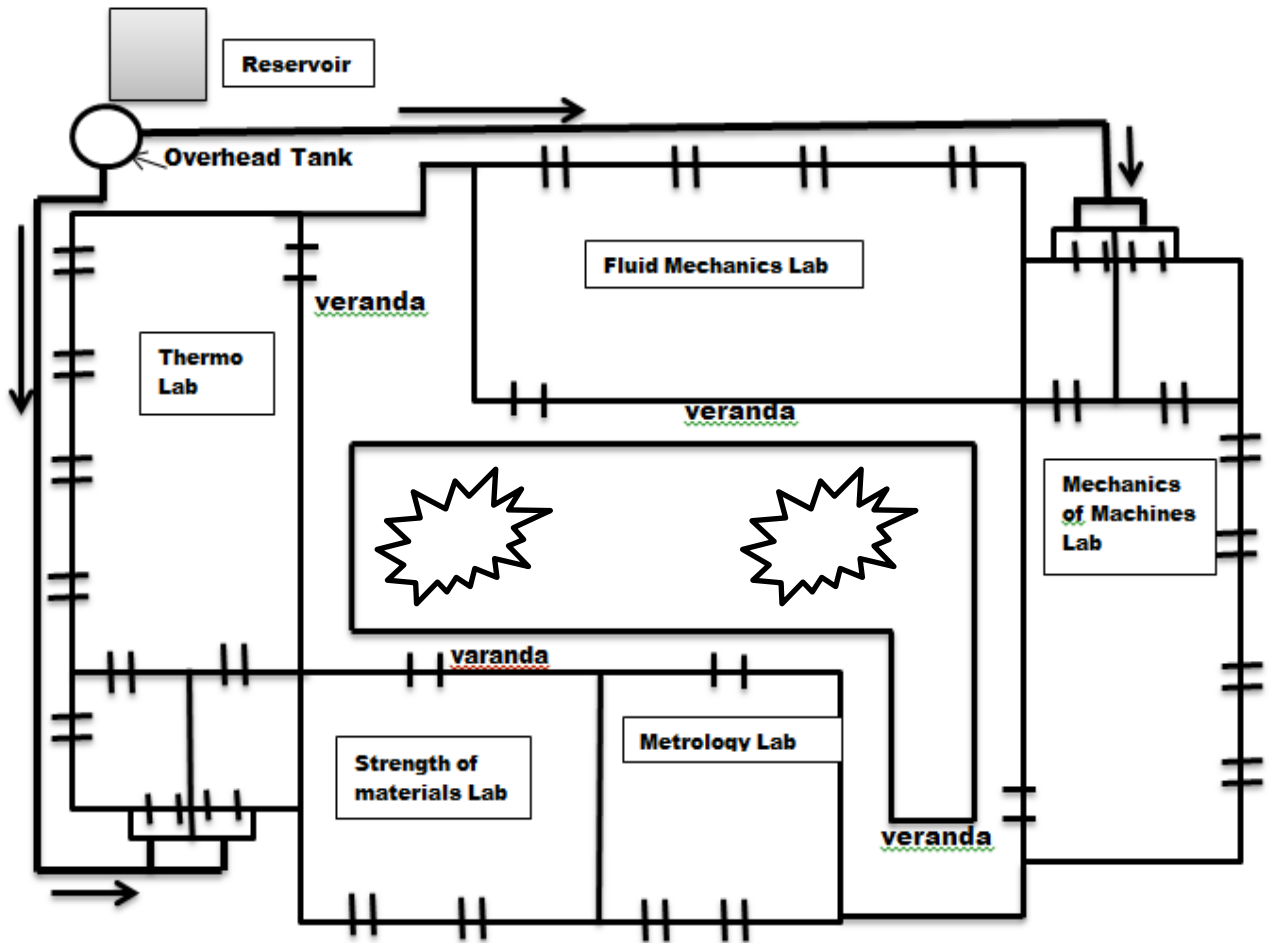 Reservoir
Overhead Tank
Fluid Mechanics Lab
veranda
Thermo
Lab
veranda
Mechanics
of Machines
Lab
varanda
Metrology Lab
Strength of
materials Lab
veranda